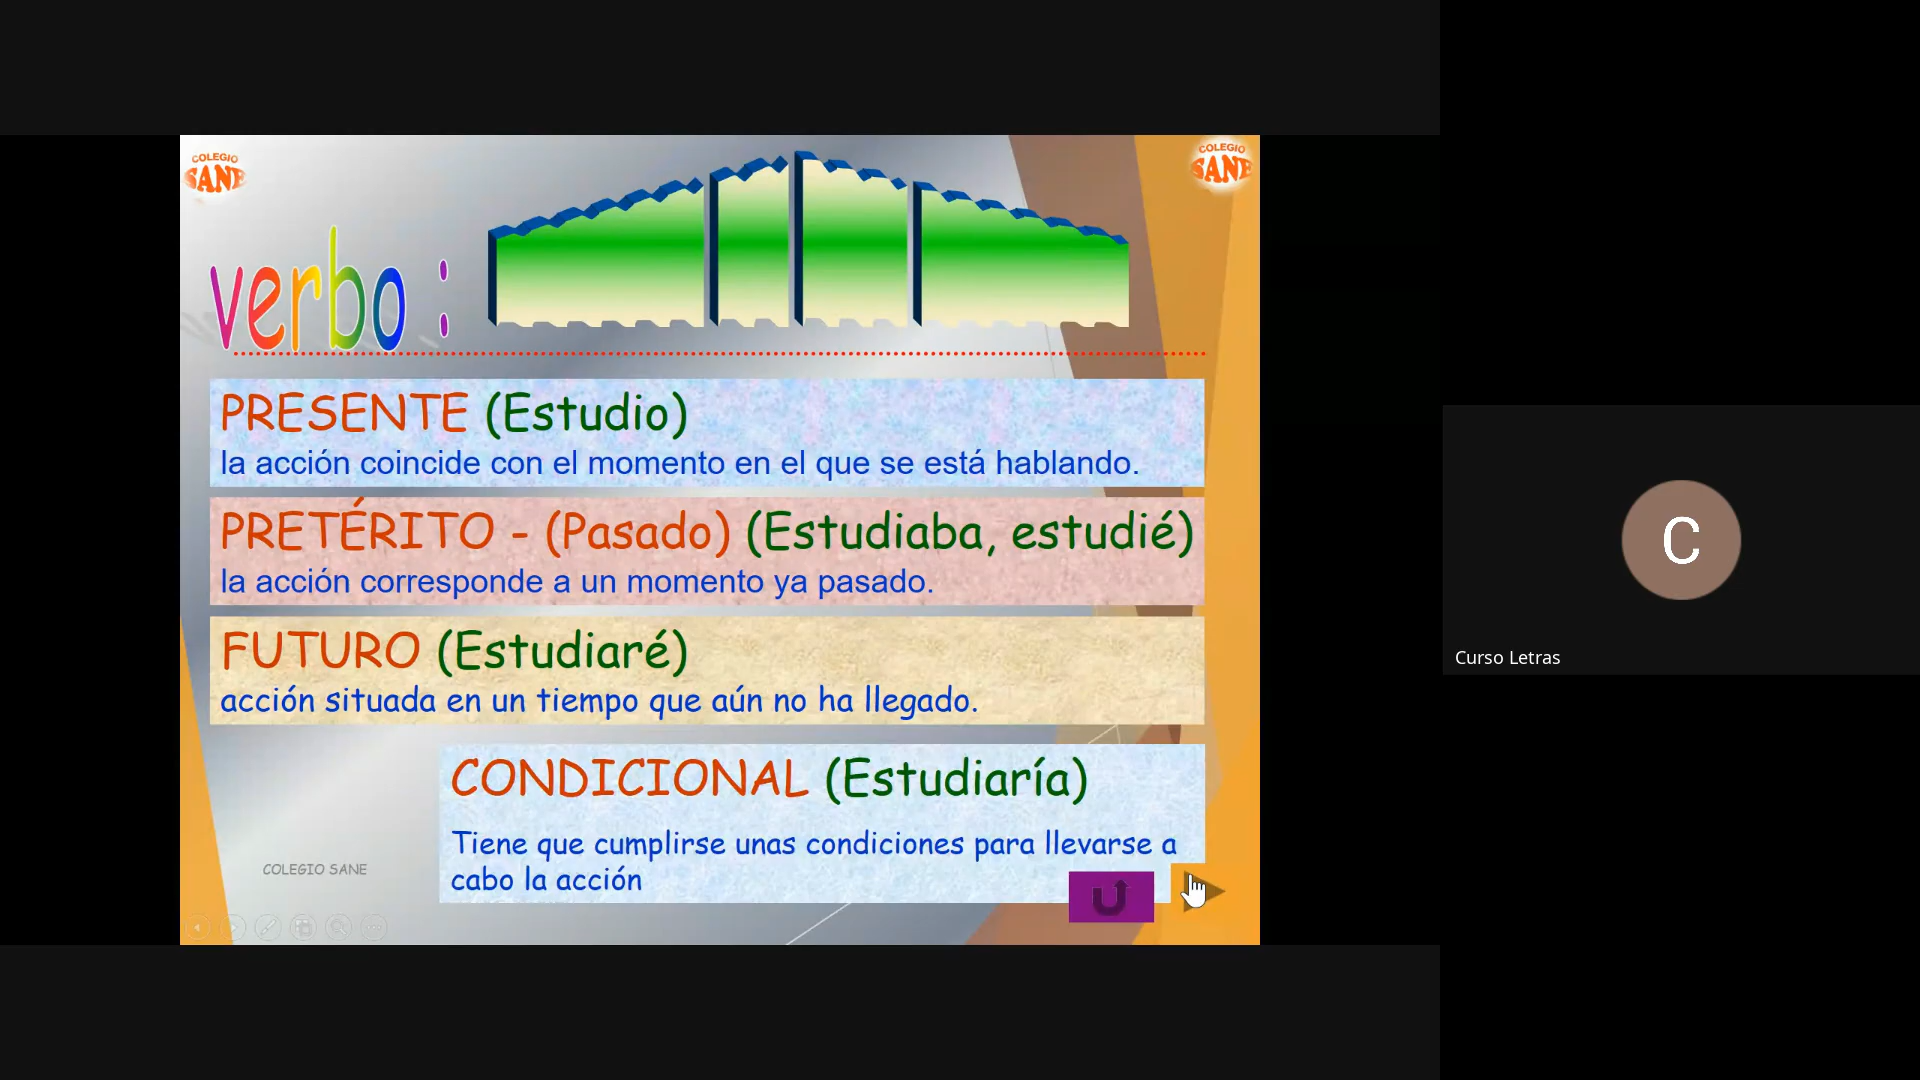 COLEGIO
SANE
COLEGIO
SANE
verbo :
PRESENTE (Estudio)
la acción coincide con el momento en el que se está hablando.
PRETÉRITO - (Pasado) (Estudiaba, estudié)
la acción corresponde a un momento ya pasado.
FUTURO (Estudiaré)
acción situada en un tiempo que aún no ha llegado.
CONDICIONAL (Estudiaría)
Tiene que cumplirse unas condiciones para llevarse a
cabo la acción
COLEGIO SANE
C
Curso Letras